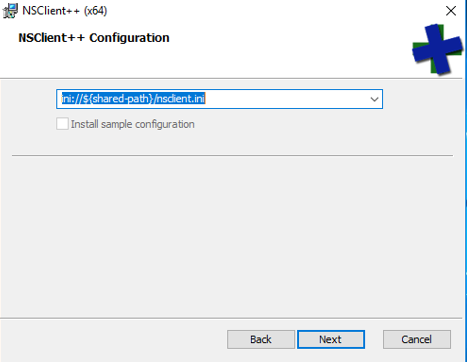 NSClient++ (x64)
NSClient++ Configuration
ini://${shared-path}/nsclient.ini
Install sample configuration
Back
Next
Cancel